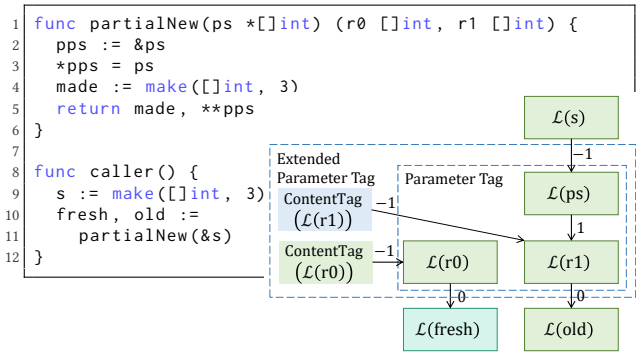 1 func partialNew(ps *[]int) (r0 []int, r1 []int) {
2 pps := &ps
3 *pps = ps
4 made := make([]int, 3)
5 return made, **pps
6 }
7
8 func caller() {
9 s := make([]int, 3)
10 fresh, old :=
11 partialNew(&s)
12 }
ℒ(s)
−1
Extended
Parameter Tag
Parameter Tag
ContentTag
(ℒ(r1))
−1
ℒ(ps)
1
ContentTag
(ℒ(r0))
−1
ℒ(r0)
ℒ(r1)
0
0
ℒ(fresh)
ℒ(old)